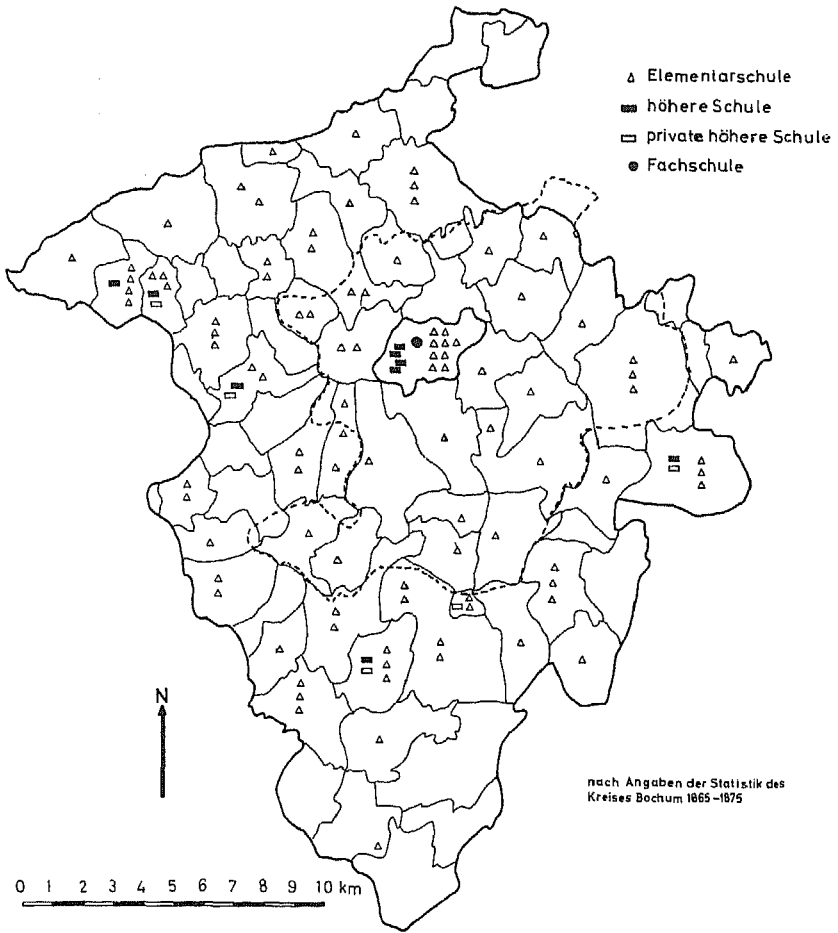 Elementarschule
höhere Schule
private höhere Schule
Fachschule
N
nach Angaben der Statistik des
Kreises Bochum 1865-1875
0 1 2 3 4 5 6 7 8 9 10 km